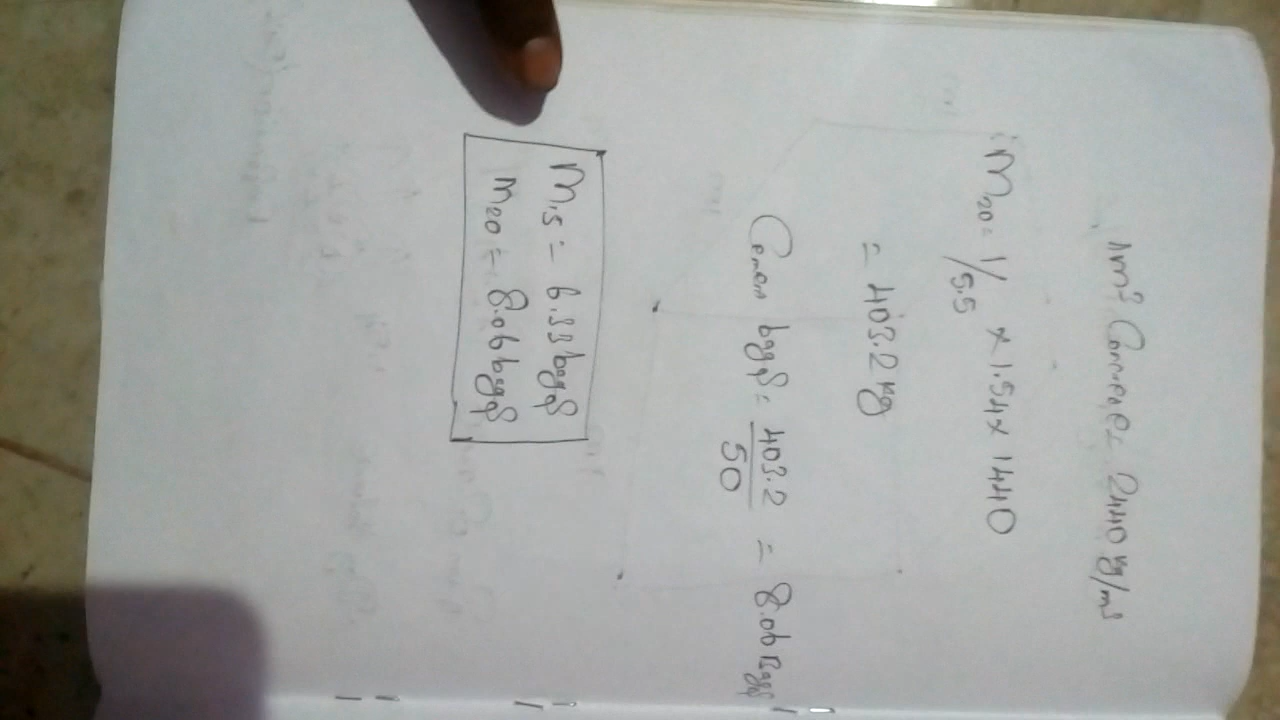 1m³ Concrete = 2440 kg/m³
M20 = 1/5.5 × 1.54 × 1440
= 403.2 kg
Cement bags = 403.2/50 = 8.06 Bags
M15 = 6.33 bags
M20 = 8.06 bags